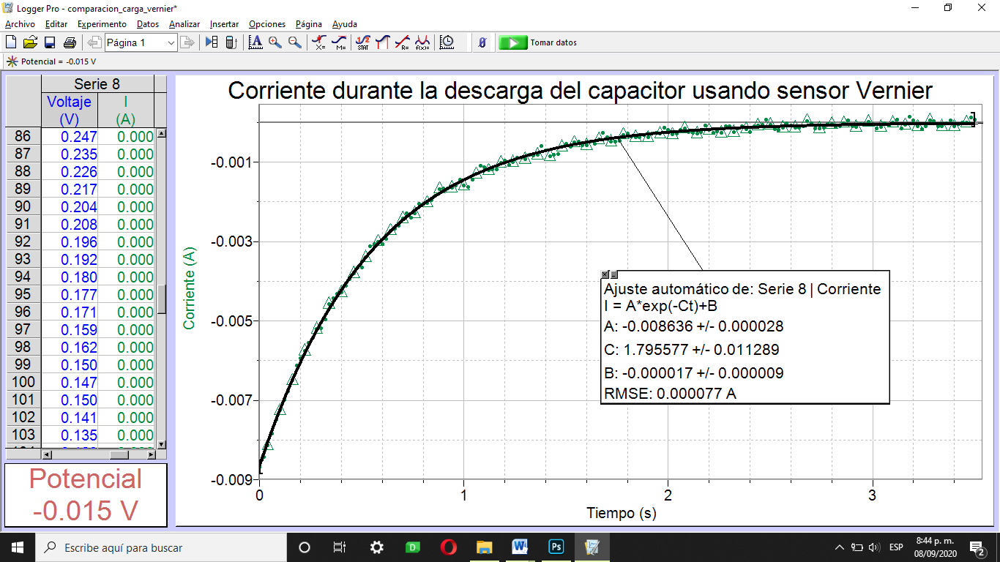 Logger Pro - comparacion_carga_vernier*
Archivo Editar Experimento Datos Analizar Insertar Opciones Página Ayuda
Página 1
Tomar datos
Potencial = -0.015 V
Serie 8
Voltaje I
(V) (A)
86 0.247 0.000
87 0.235 0.000
88 0.226 0.000
89 0.217 0.000
90 0.204 0.000
91 0.208 0.000
92 0.196 0.000
93 0.192 0.000
94 0.180 0.000
95 0.177 0.000
96 0.171 0.000
97 0.159 0.000
98 0.162 0.000
99 0.150 0.000
100 0.147 0.000
101 0.150 0.000
102 0.141 0.000
103 0.135 0.000
Potencial
-0.015 V
Corriente durante la descarga del capacitor usando sensor Vernier
Corriente (A)
-0.001
-0.003
-0.005
-0.007
-0.009
0 1 2 3
Tiempo (s)
Ajuste automático de: Serie 8 | Corriente
I = A*exp(-Ct)+B
A: -0.008636 +/- 0.000028
C: 1.795577 +/- 0.011289
B: -0.000017 +/- 0.000009
RMSE: 0.000077 A
Escribe aquí para buscar
ESP
8:44 p. m.
08/09/2020
2